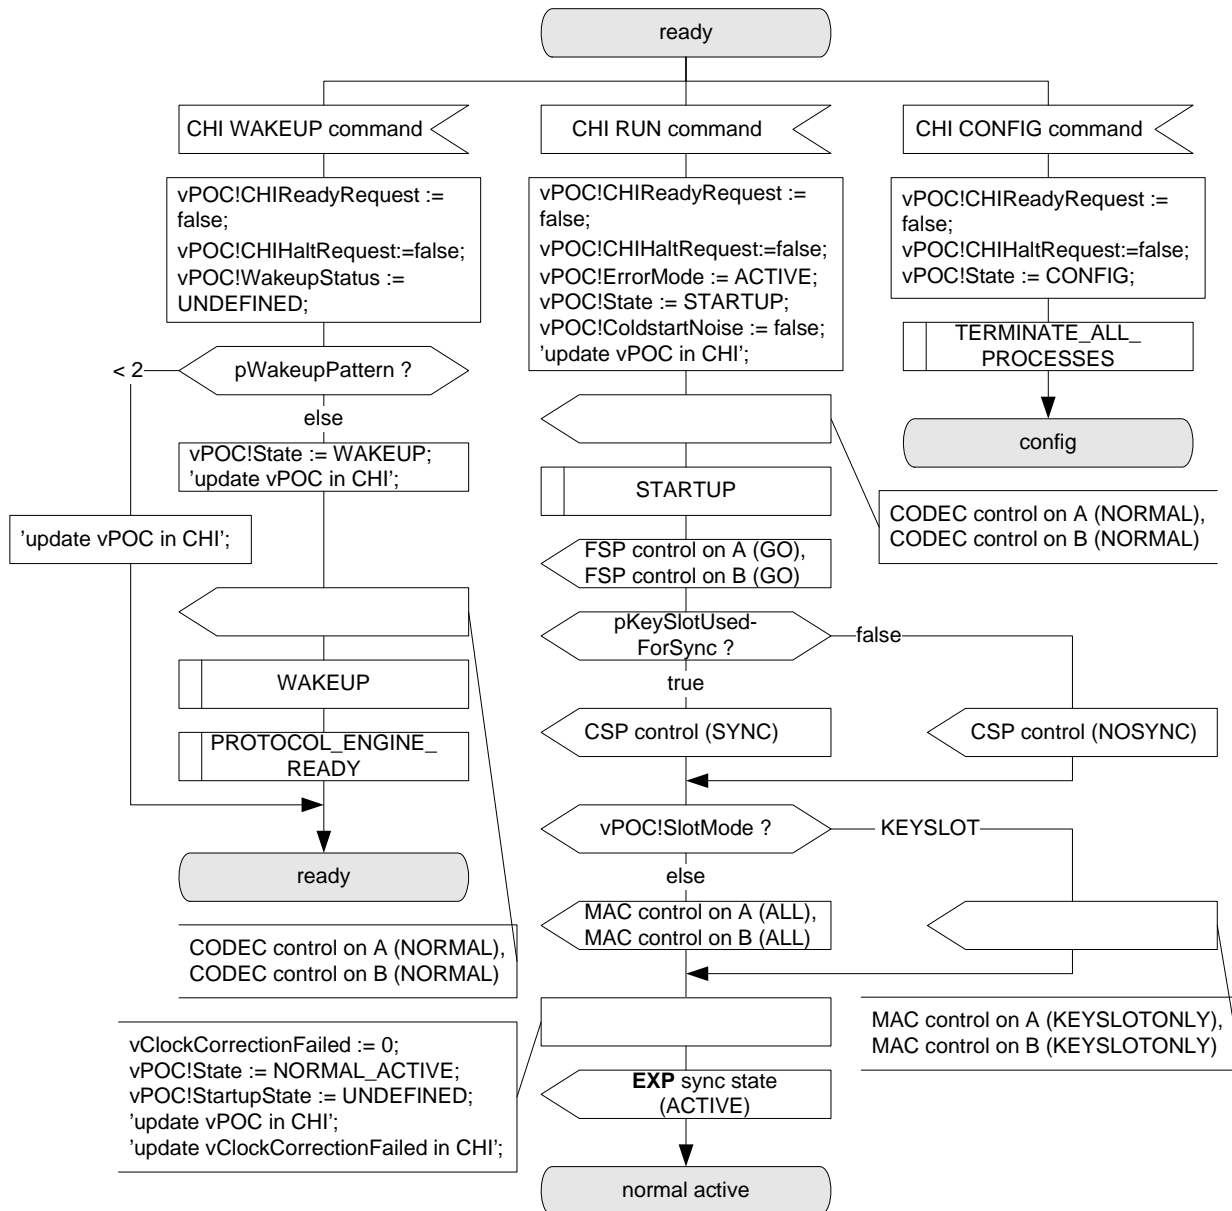 ready
CHI WAKEUP command
CHI RUN command
CHI CONFIG command
vPOC!CHIReadyRequest :=
false;
vPOC!CHIHaltRequest:=false;
vPOC!WakeupStatus :=
UNDEFINED;
vPOC!CHIReadyRequest :=
false;
vPOC!CHIHaltRequest:=false;
vPOC!ErrorMode := ACTIVE;
vPOC!State := STARTUP;
vPOC!ColdstartNoise := false;
'update vPOC in CHI';
vPOC!CHIReadyRequest :=
false;
vPOC!CHIHaltRequest:=false;
vPOC!State := CONFIG;
TERMINATE_ALL_
PROCESSES
config
< 2
pWakeupPattern ?
else
vPOC!State := WAKEUP;
'update vPOC in CHI';
'update vPOC in CHI';
WAKEUP
PROTOCOL_ENGINE_
READY
ready
CODEC control on A (NORMAL),
CODEC control on B (NORMAL)
CODEC control on A (NORMAL),
CODEC control on B (NORMAL)
STARTUP
FSP control on A (GO),
FSP control on B (GO)
pKeySlotUsed-
ForSync ?
false
true
CSP control (SYNC)
CSP control (NOSYNC)
vPOC!SlotMode ?
KEYSLOT
else
MAC control on A (ALL),
MAC control on B (ALL)
MAC control on A (KEYSLOTONLY),
MAC control on B (KEYSLOTONLY)
vClockCorrectionFailed := 0;
vPOC!State := NORMAL_ACTIVE;
vPOC!StartupState := UNDEFINED;
'update vPOC in CHI';
'update vClockCorrectionFailed in CHI';
EXP sync state
(ACTIVE)
normal active